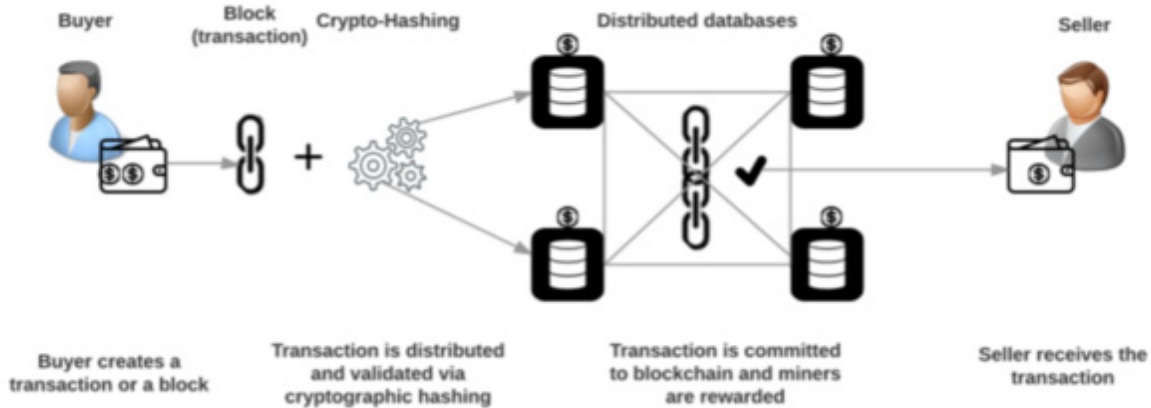 Buyer
Block
(transaction)
Crypto-Hashing
Distributed databases
Seller
$ $
$
$
$
$
$
Buyer creates a
transaction or a block
Transaction is distributed
and validated via
cryptographic hashing
Transaction is committed
to blockchain and miners
are rewarded
Seller receives the
transaction